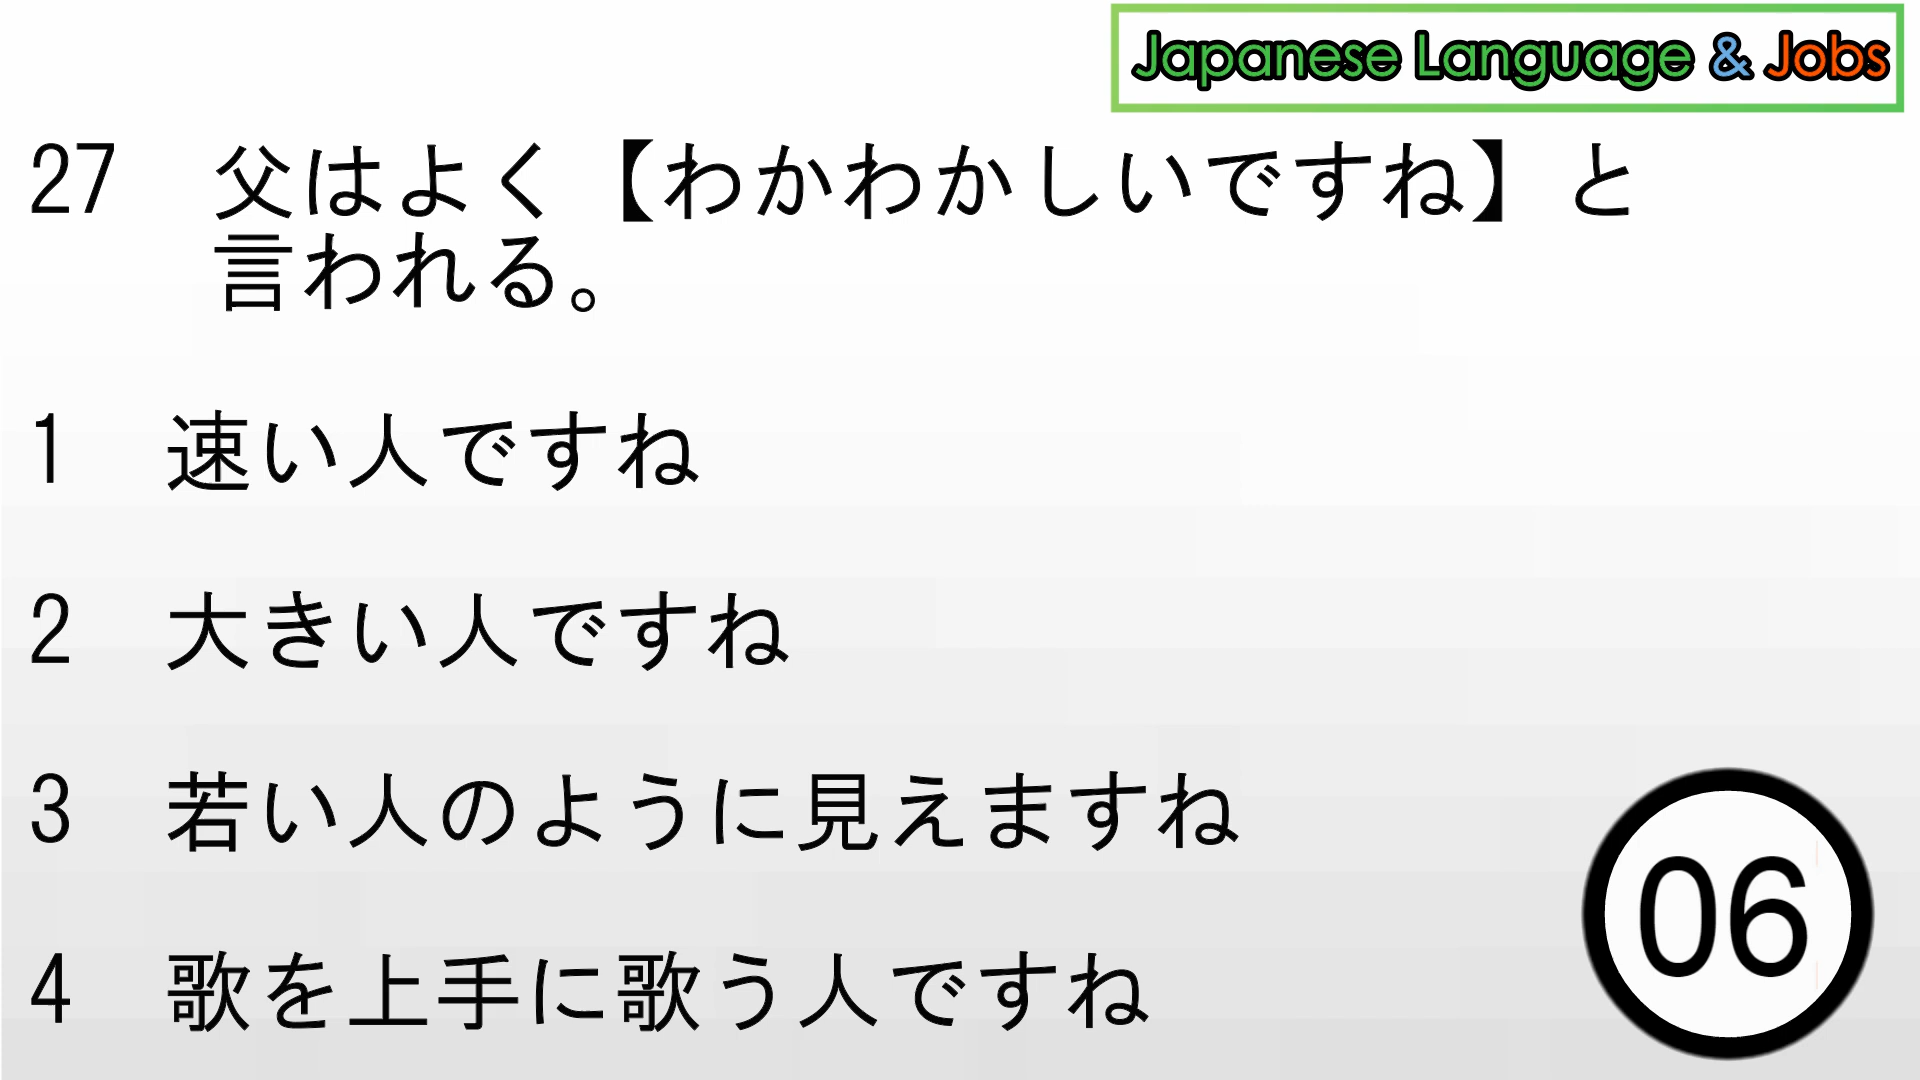 Japanese Language & Jobs
27 父はよく【わかわかしいですね】と
言われる。
1 速い人ですね
2 大きい人ですね
3 若い人のように見えますね
4 歌を上手に歌う人ですね
06